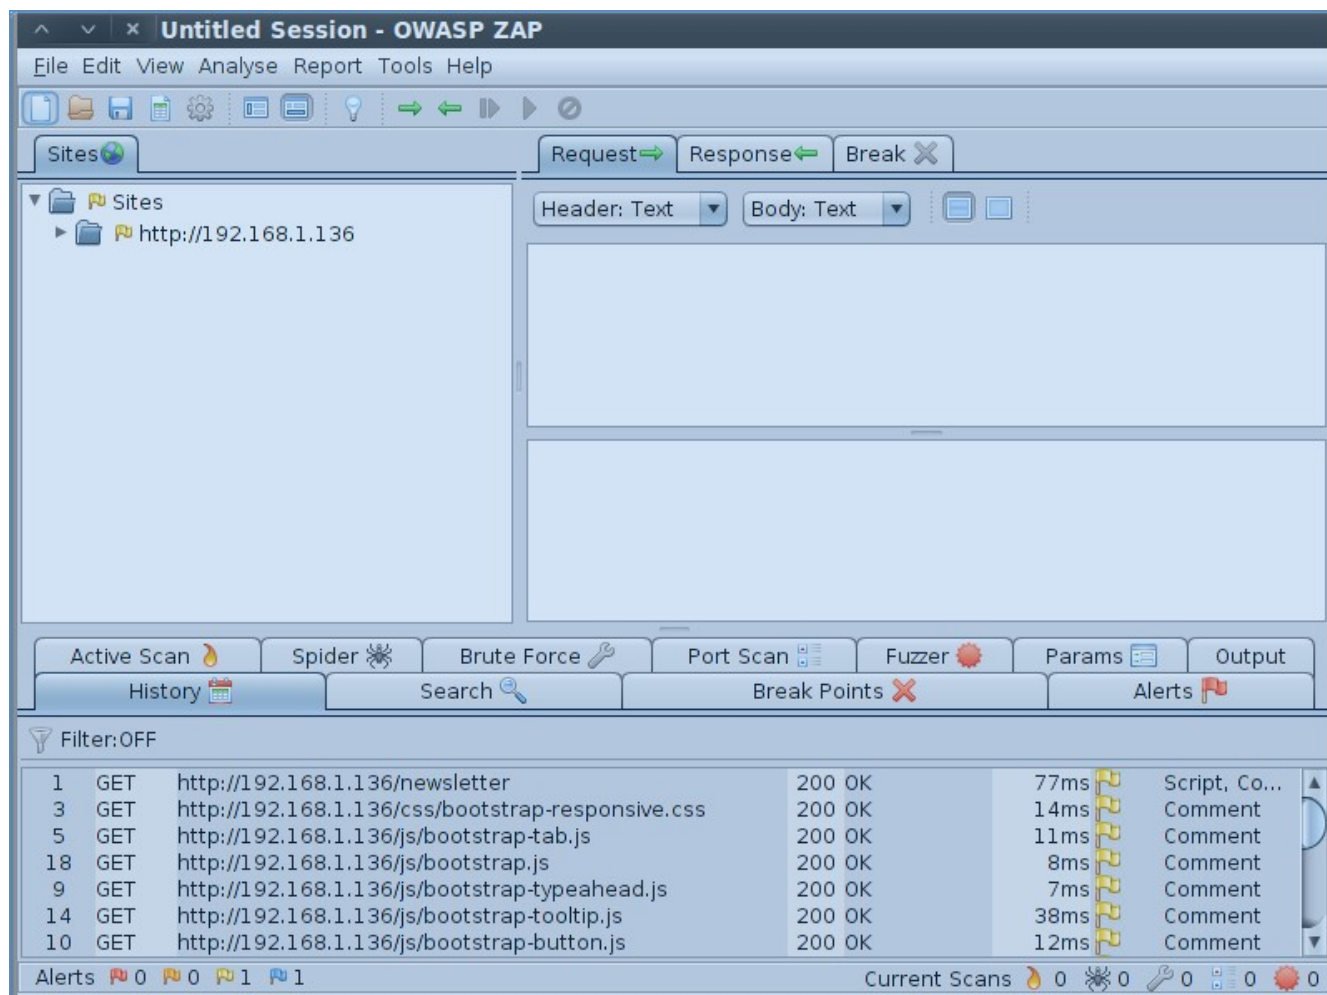 Untitled Session - OWASP ZAP
File Edit View Analyse Report Tools Help
Sites
Request Response Break
Sites
http://192.168.1.136
Header: Text Body: Text
Active Scan Spider Brute Force Port Scan Fuzzer Params Output
History Search Break Points Alerts
Filter:OFF
1 GET http://192.168.1.136/newsletter 200 OK 77ms Script, Co...
3 GET http://192.168.1.136/css/bootstrap-responsive.css 200 OK 14ms Comment
5 GET http://192.168.1.136/js/bootstrap-tab.js 200 OK 11ms Comment
18 GET http://192.168.1.136/js/bootstrap.js 200 OK 8ms Comment
9 GET http://192.168.1.136/js/bootstrap-typeahead.js 200 OK 7ms Comment
14 GET http://192.168.1.136/js/bootstrap-tooltip.js 200 OK 38ms Comment
10 GET http://192.168.1.136/js/bootstrap-button.js 200 OK 12ms Comment
Alerts 0 0 1 1 Current Scans 0 0 0 0 0